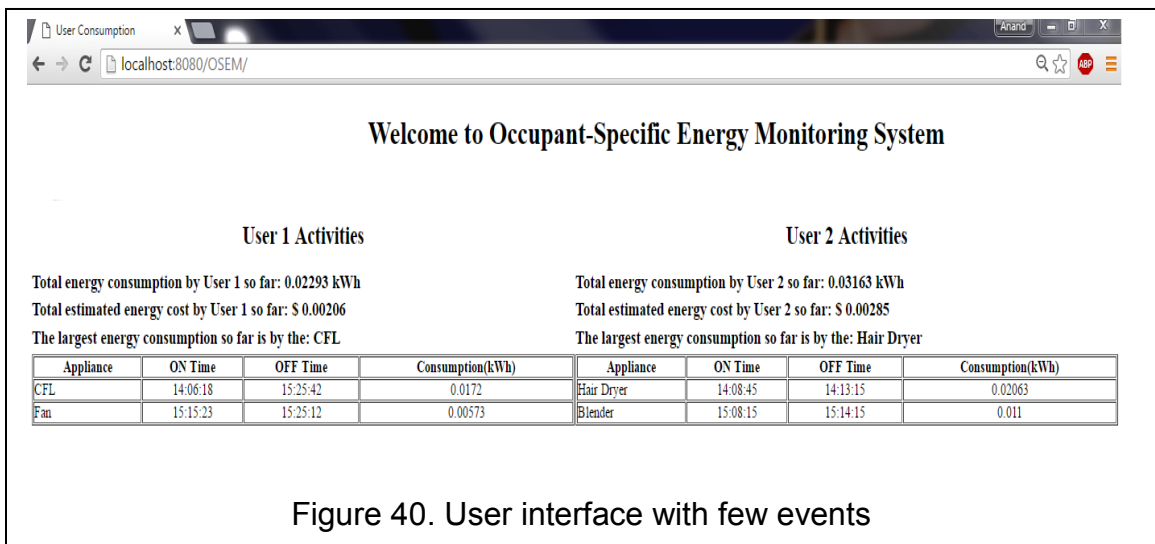 User Consumption
Anand
localhost:8080/OSEM/
ABP
Welcome to Occupant-Specific Energy Monitoring System
User 1 Activities
Total energy consumption by User 1 so far: 0.02293 kWh
Total estimated energy cost by User 1 so far: $ 0.00206
The largest energy consumption so far is by the: CFL
Appliance ON Time OFF Time Consumption(kWh)
CFL 14:06:18 15:25:42 0.0172
Fan 15:15:23 15:25:12 0.00573
User 2 Activities
Total energy consumption by User 2 so far: 0.03163 kWh
Total estimated energy cost by User 2 so far: $ 0.00285
The largest energy consumption so far is by the: Hair Dryer
Appliance ON Time OFF Time Consumption(kWh)
Hair Dryer 14:08:45 14:13:15 0.02063
Blender 15:08:15 15:14:15 0.011
Figure 40. User interface with few events